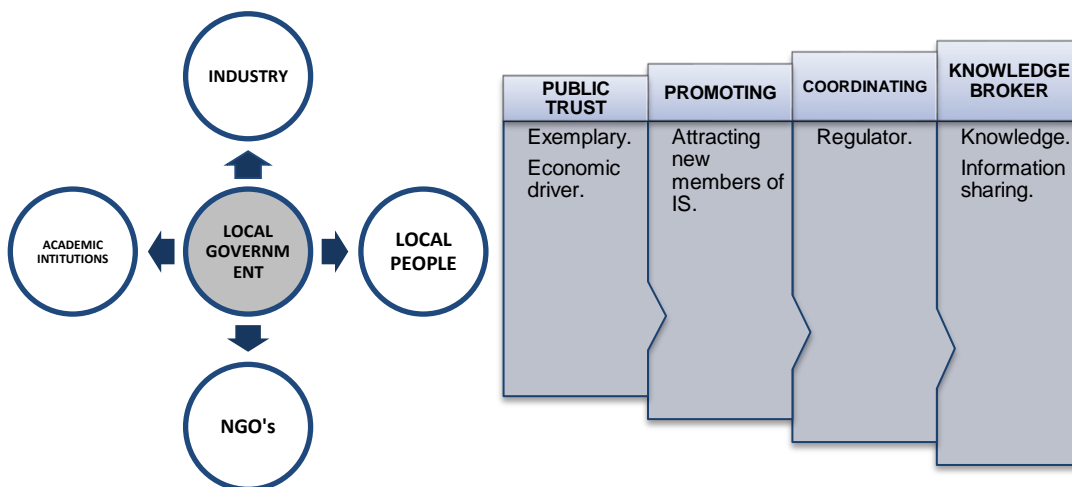 INDUSTRY
ACADEMIC
INTITUTIONS
LOCAL
GOVERNM
ENT
LOCAL
PEOPLE
NGO's
PUBLIC
TRUST
Exemplary.
Economic
driver.
PROMOTING
Attracting
new
members of
IS.
COORDINATING
Regulator.
KNOWLEDGE
BROKER
Knowledge.
Information
sharing.